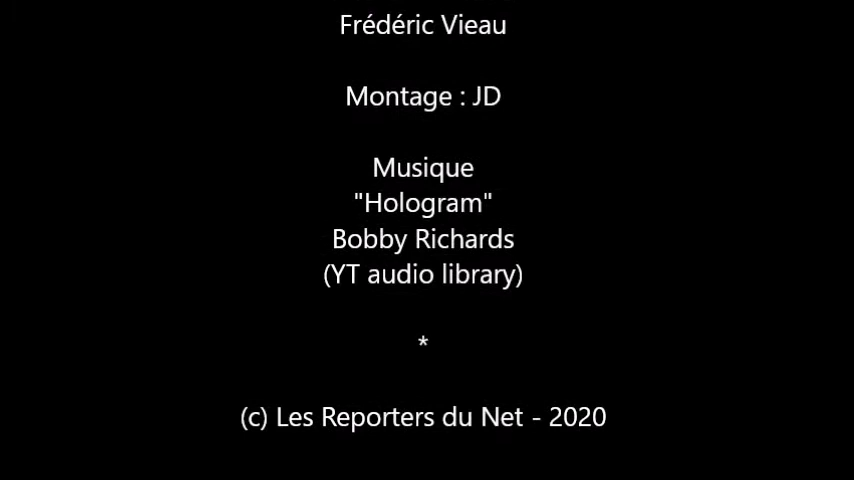 Frédéric Vieau
Montage : JD
Musique
"Hologram"
Bobby Richards
(YT audio library)
*
(c) Les Reporters du Net - 2020